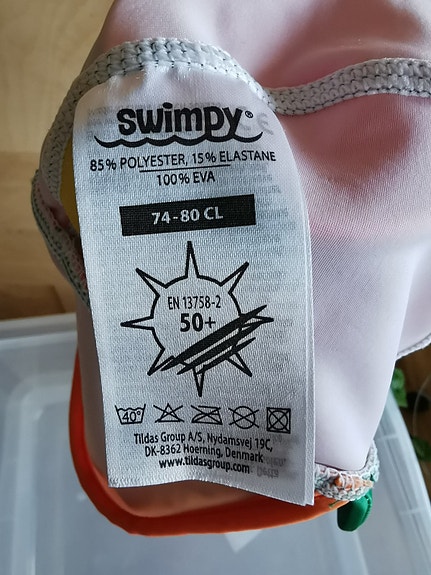 swimpy®
85% POLYESTER, 15% ELASTANE
100% EVA
74-80 CL
EN 13758-2
50+
40°
Tildas Group A/S, Nydamsvej 19C,
DK-8362 Hoerning, Denmark
www.tildasgroup.com